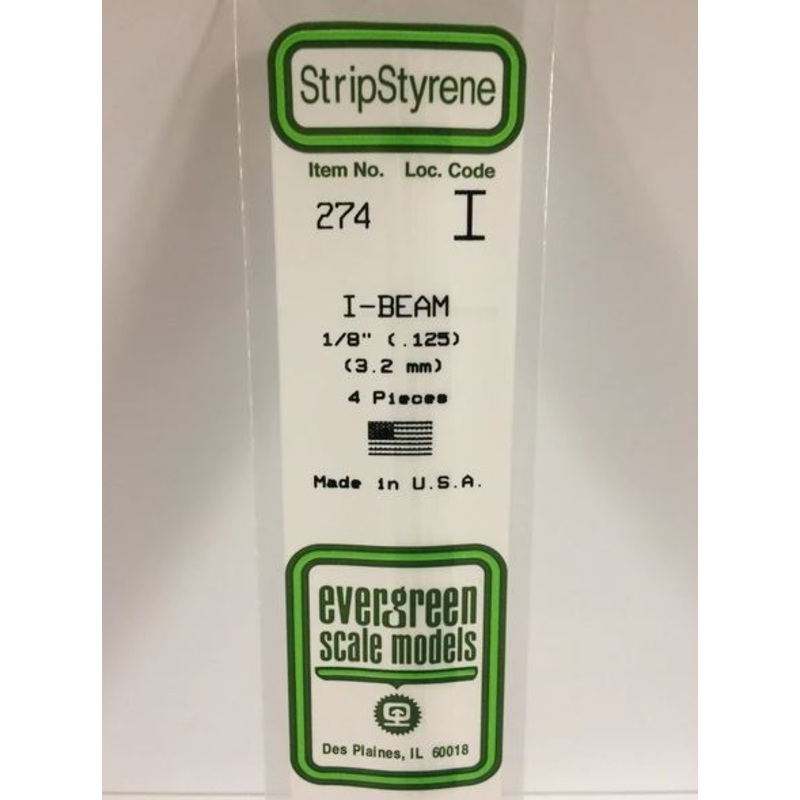 StripStyrene
Item No. Loc. Code
274 I
I-BEAM
1/8" (.125)
(3.2 mm)
4 Pieces
Made in U.S.A.
evergreen
scale models
Des Plaines, IL 60018